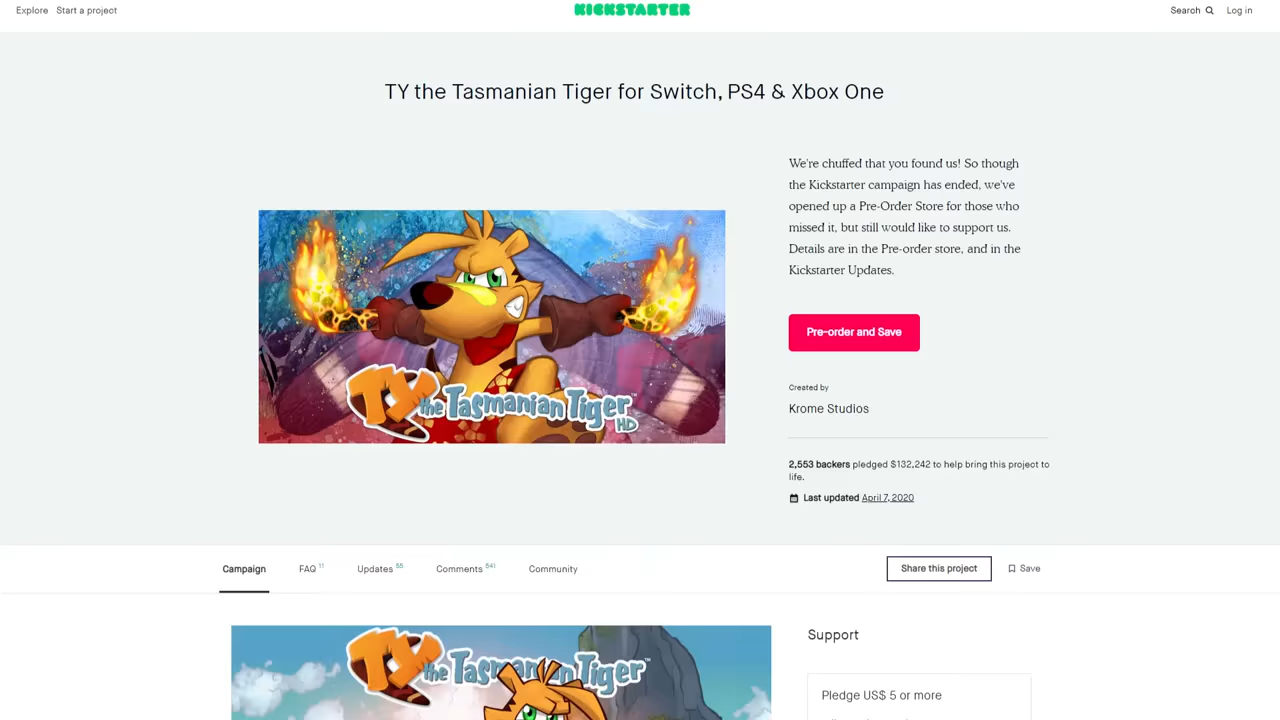 Explore Start a project
KICKSTARTER
Search Log in
TY the Tasmanian Tiger for Switch, PS4 & Xbox One
We're chuffed that you found us! So though
the Kickstarter campaign has ended, we've
opened up a Pre-Order Store for those who
missed it, but still would like to support us.
Details are in the Pre-order store, and in the
Kickstarter Updates.
TY the Tasmanian Tiger HD
Pre-order and Save
Created by
Krome Studios
2,553 backers pledged $132,242 to help bring this project to
life.
Last updated April 7, 2020
Campaign FAQ 11 Updates 55 Comments 541 Community
Share this project Save
TY the Tasmanian Tiger™
Support
Pledge US$ 5 or more